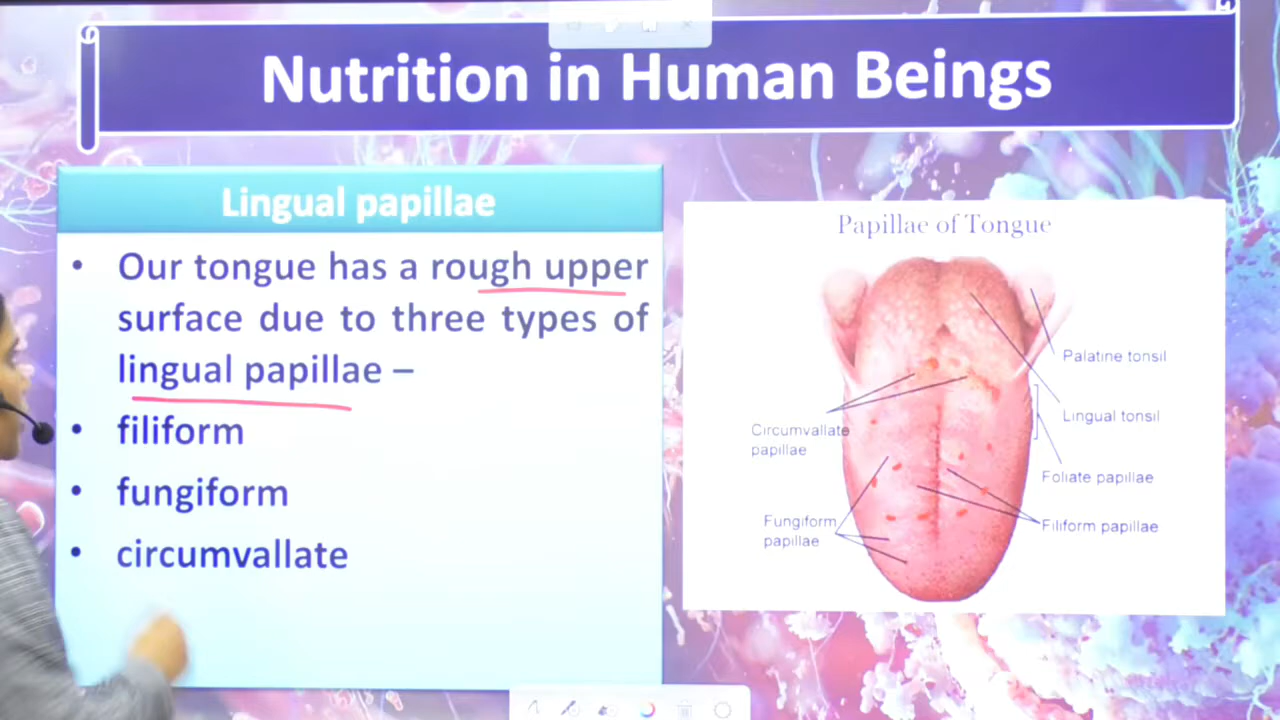 Nutrition in Human Beings
Lingual papillae
• Our tongue has a rough upper
surface due to three types of
lingual papillae –
• filiform
• fungiform
• circumvallate
Papillae of Tongue
Palatine tonsil
Lingual tonsil
Circumvallate
papillae
Foliate papillae
Fungiform
papillae
Filiform papillae